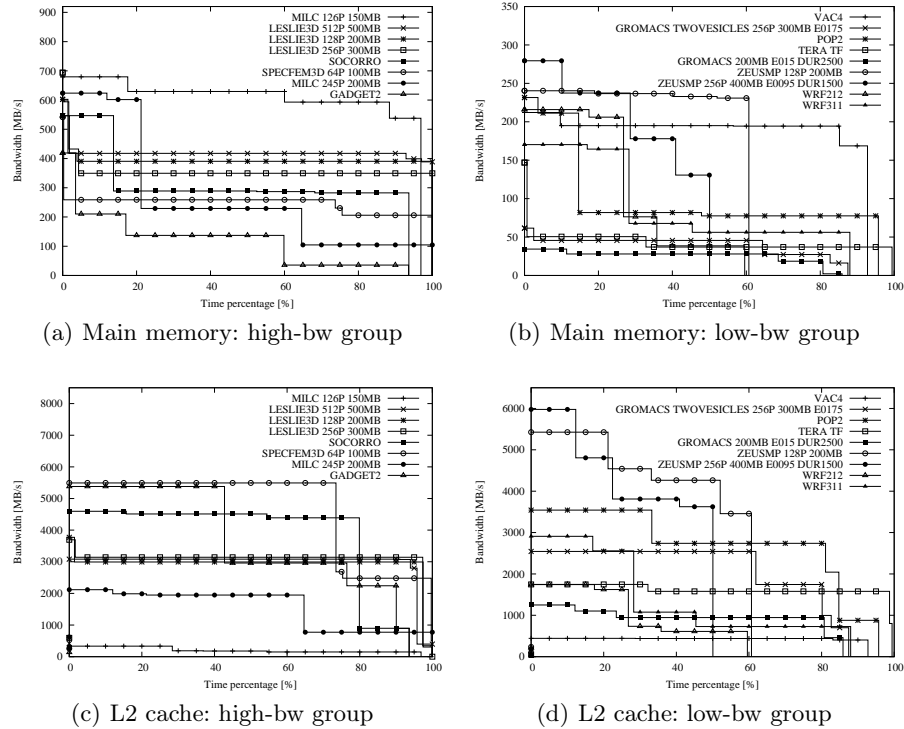 MILC 126P 150MB
LESLIE3D 512P 500MB
LESLIE3D 128P 200MB
LESLIE3D 256P 300MB
SOCORRO
SPECFEM3D 64P 100MB
MILC 245P 200MB
GADGET2
Bandwidth [MB/s]
900
800
700
600
500
400
300
200
100
0
0 20 40 60 80 100
Time percentage [%]
(a) Main memory: high-bw group
VAC4
GROMACS TWOVESICLES 256P 300MB E0175
POP2
TERA TF
GROMACS 200MB E015 DUR2500
ZEUSMP 128P 200MB
ZEUSMP 256P 400MB E0095 DUR1500
WRF212
WRF311
Bandwidth [MB/s]
350
300
250
200
150
100
50
0
0 20 40 60 80 100
Time percentage [%]
(b) Main memory: low-bw group
MILC 126P 150MB
LESLIE3D 512P 500MB
LESLIE3D 128P 200MB
LESLIE3D 256P 300MB
SOCORRO
SPECFEM3D 64P 100MB
MILC 245P 200MB
GADGET2
Bandwidth [MB/s]
8000
7000
6000
5000
4000
3000
2000
1000
0
0 20 40 60 80 100
Time percentage [%]
(c) L2 cache: high-bw group
VAC4
GROMACS TWOVESICLES 256P 300MB E0175
POP2
TERA TF
GROMACS 200MB E015 DUR2500
ZEUSMP 128P 200MB
ZEUSMP 256P 400MB E0095 DUR1500
WRF212
WRF311
Bandwidth [MB/s]
6000
5000
4000
3000
2000
1000
0
0 20 40 60 80 100
Time percentage [%]
(d) L2 cache: low-bw group